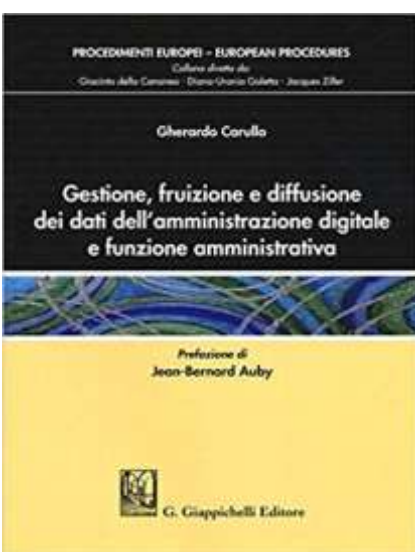 PROCEDIMENTI EUROPEI – EUROPEAN PROCEDURES
Collana diretta da:
Giacinto della Cananea · Diana-Urania Galetta · Jacques Ziller
Gherardo Carullo
Gestione, fruizione e diffusione
dei dati dell'amministrazione digitale
e funzione amministrativa
Prefazione di
Jean-Bernard Auby
G. Giappichelli Editore